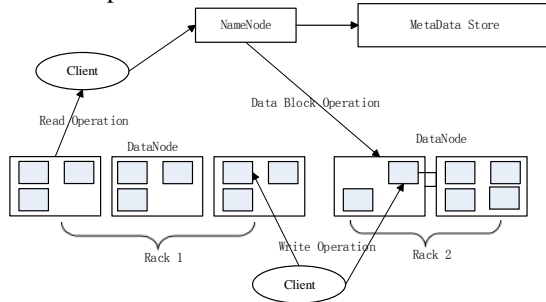 NameNode
MetaData Store
Client
Data Block Operation
Read Operation
DataNode
DataNode
Write Operation
Rack 1
Rack 2
Client